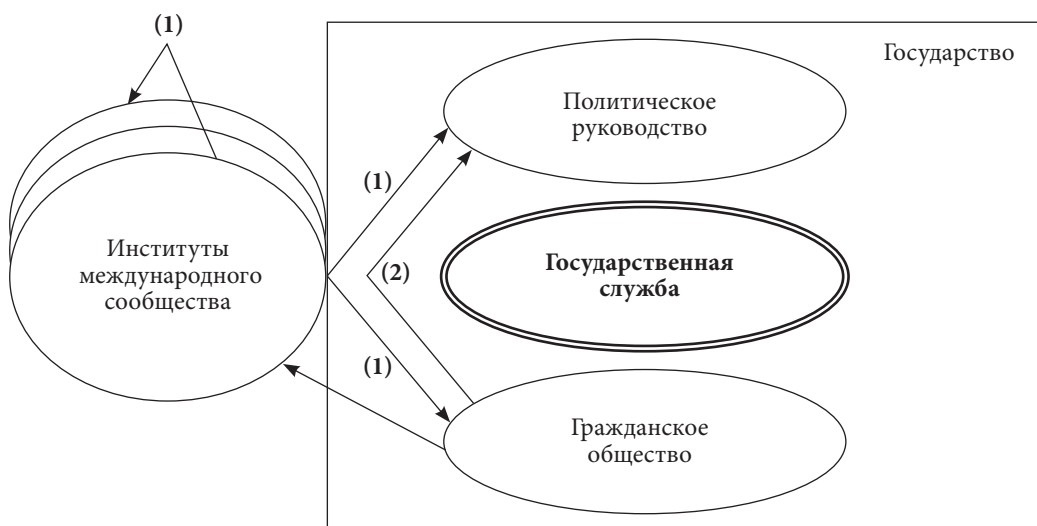 (1)
Государство
Политическое
руководство
(1)
Институты
международного
сообщества
(2)
Государственная
служба
(1)
Гражданское
общество